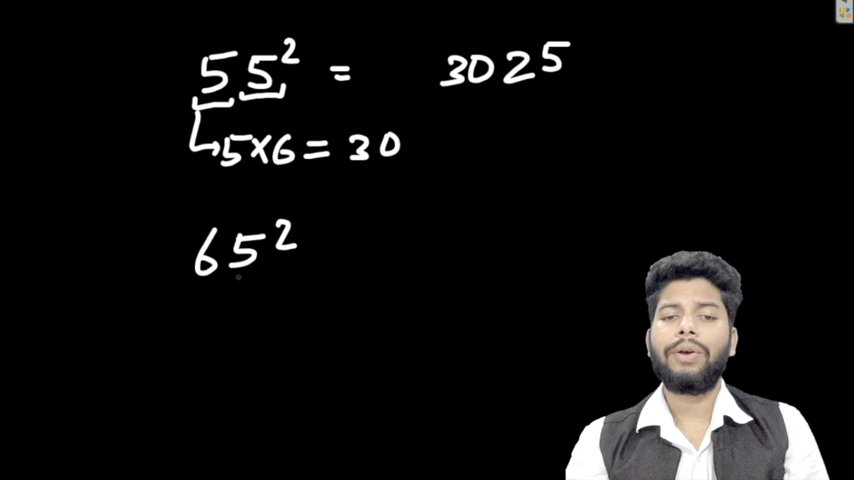 55² = 3025
5×6 = 30
65²